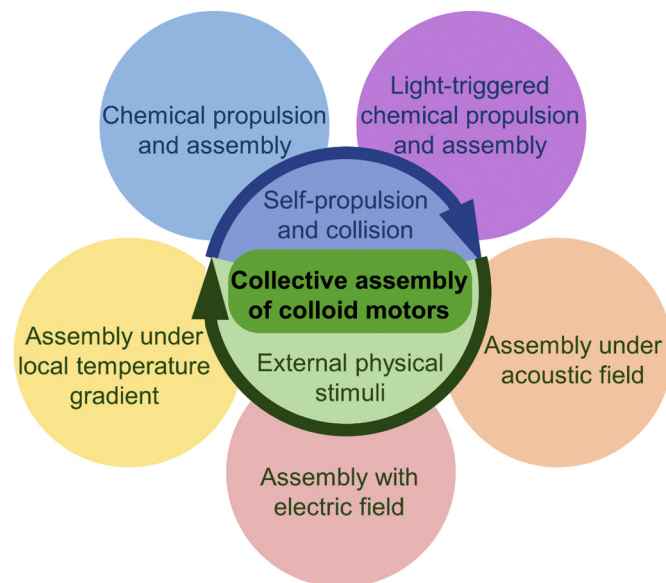 Chemical propulsion
and assembly
Light-triggered
chemical propulsion
and assembly
Self-propulsion
and collision
Collective assembly
of colloid motors
External physical
stimuli
Assembly under
local temperature
gradient
Assembly under
acoustic field
Assembly with
electric field